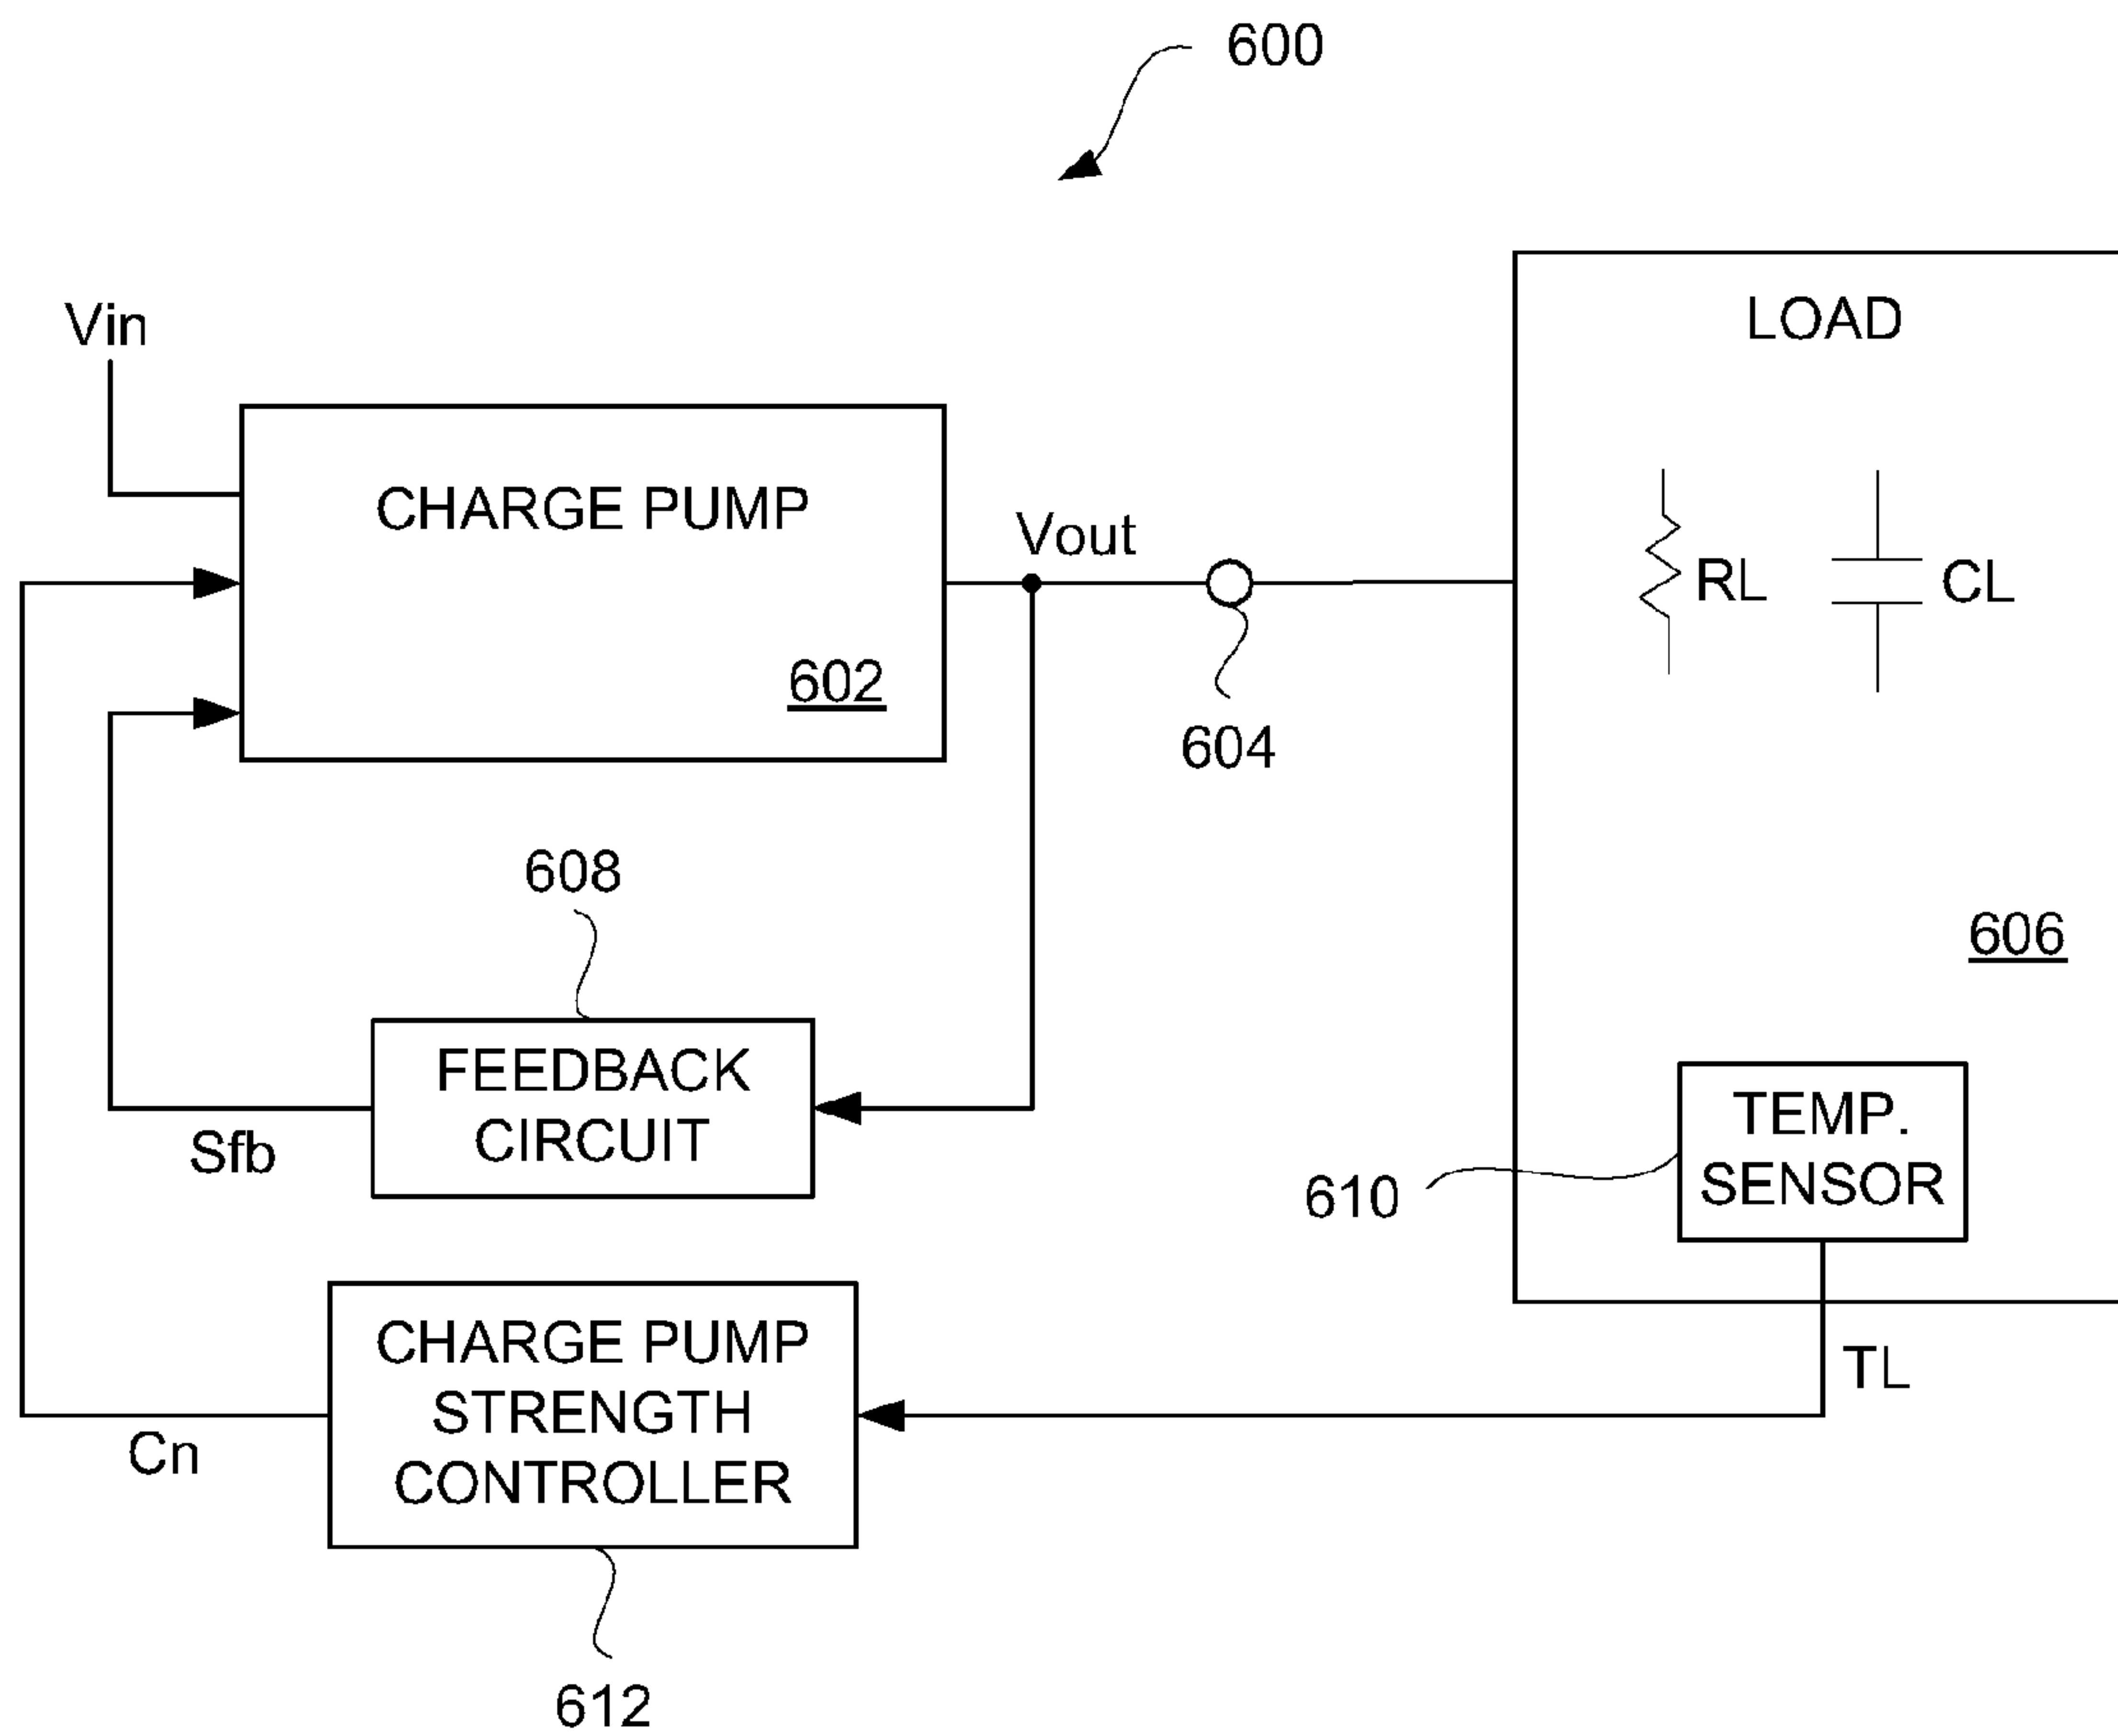 600
LOAD
Vin
CHARGE PUMP
Vout
RL
CL
602
604
608
606
FEEDBACK
CIRCUIT
TEMP.
SENSOR
Sfb
610
CHARGE PUMP
STRENGTH
CONTROLLER
TL
Cn
612